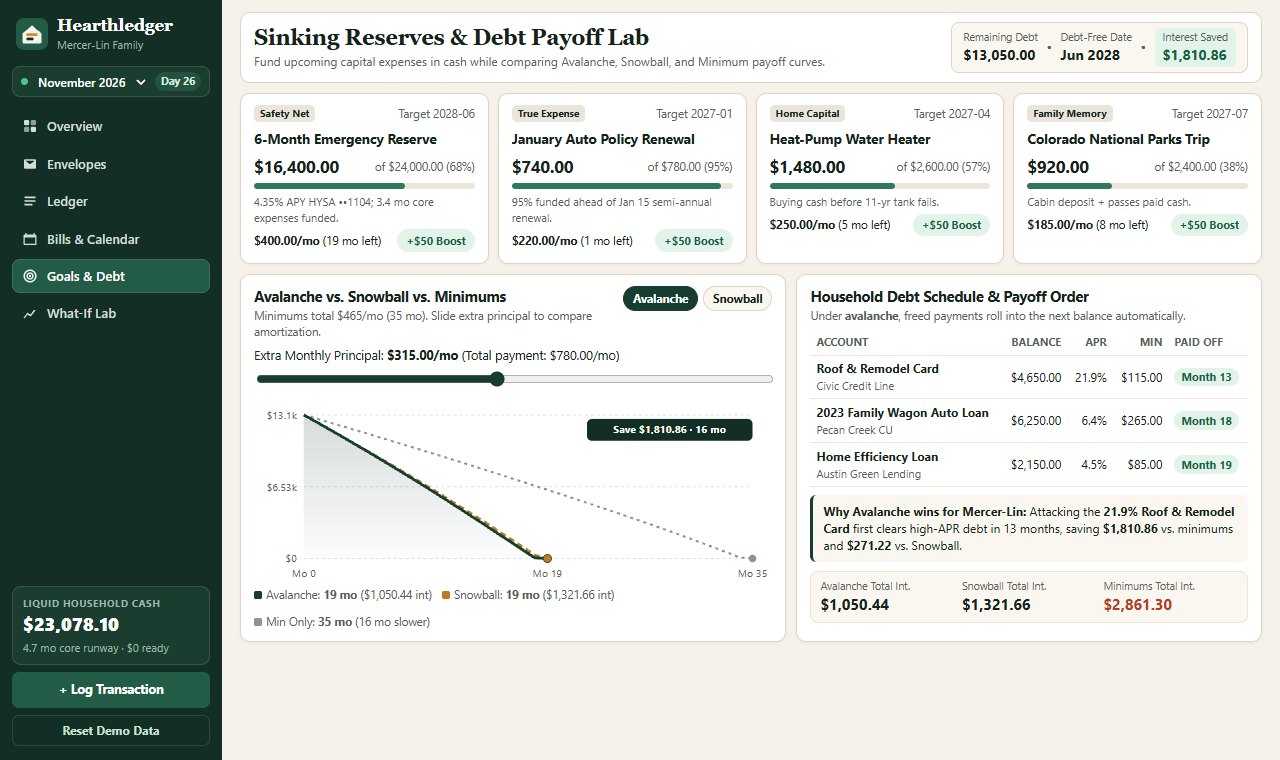 Hearthledger
Mercer-Lin Family
November 2026
Day 26
Overview
Envelopes
Ledger
Bills & Calendar
Goals & Debt
What-If Lab
LIQUID HOUSEHOLD CASH
$23,078.10
4.7 mo core runway · $0 ready
+ Log Transaction
Reset Demo Data
Sinking Reserves & Debt Payoff Lab
Fund upcoming capital expenses in cash while comparing Avalanche, Snowball, and Minimum payoff curves.
Remaining Debt
$13,050.00
•
Debt-Free Date
Jun 2028
•
Interest Saved
$1,810.86
Safety Net
Target 2028-06
6-Month Emergency Reserve
$16,400.00
of $24,000.00 (68%)
4.35% APY HYSA ••1104; 3.4 mo core
expenses funded.
$400.00/mo (19 mo left)
+$50 Boost
True Expense
Target 2027-01
January Auto Policy Renewal
$740.00
of $780.00 (95%)
95% funded ahead of Jan 15 semi-annual
renewal.
$220.00/mo (1 mo left)
+$50 Boost
Home Capital
Target 2027-04
Heat-Pump Water Heater
$1,480.00
of $2,600.00 (57%)
Buying cash before 11-yr tank fails.
$250.00/mo (5 mo left)
+$50 Boost
Family Memory
Target 2027-07
Colorado National Parks Trip
$920.00
of $2,400.00 (38%)
Cabin deposit + passes paid cash.
$185.00/mo (8 mo left)
+$50 Boost
Avalanche vs. Snowball vs. Minimums
Minimums total $465/mo (35 mo). Slide extra principal to compare
amortization.
Avalanche
Snowball
Extra Monthly Principal: $315.00/mo (Total payment: $780.00/mo)
$13.1k
$6.53k
$0
Save $1,810.86 · 16 mo
Mo 0
Mo 19
Mo 35
Avalanche: 19 mo ($1,050.44 int)
Snowball: 19 mo ($1,321.66 int)
Min Only: 35 mo (16 mo slower)
Household Debt Schedule & Payoff Order
Under avalanche, freed payments roll into the next balance automatically.
ACCOUNT BALANCE APR MIN PAID OFF
Roof & Remodel Card
Civic Credit Line
$4,650.00 21.9% $115.00 Month 13
2023 Family Wagon Auto Loan
Pecan Creek CU
$6,250.00 6.4% $265.00 Month 18
Home Efficiency Loan
Austin Green Lending
$2,150.00 4.5% $85.00 Month 19
Why Avalanche wins for Mercer-Lin: Attacking the 21.9% Roof & Remodel
Card first clears high-APR debt in 13 months, saving $1,810.86 vs. minimums
and $271.22 vs. Snowball.
Avalanche Total Int.
$1,050.44
Snowball Total Int.
$1,321.66
Minimums Total Int.
$2,861.30